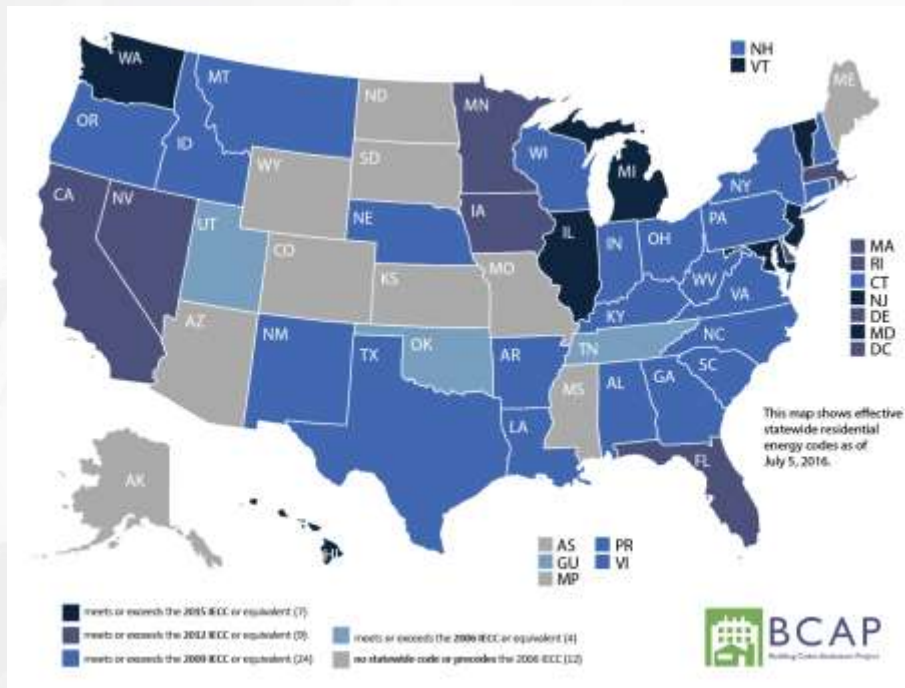 WA
MT
ND
MN
ME
NH
VT
OR
ID
SD
WI
MI
NY
WY
CA
NV
NE
IA
PA
UT
IL
IN
OH
CO
KS
MO
WV
VA
KY
MA
RI
CT
NJ
DE
MD
DC
AZ
NM
OK
AR
TN
NC
SC
TX
MS
AL
GA
LA
FL
This map shows effective
statewide residential
energy codes as of
July 5, 2016.
AK
HI
AS
GU
MP
PR
VI
meets or exceeds the 2015 IECC or equivalent (7)
meets or exceeds the 2012 IECC or equivalent (9)
meets or exceeds the 2009 IECC or equivalent (24)
meets or exceeds the 2006 IECC or equivalent (4)
no statewide code or precedes the 2006 IECC (12)
BCAP
Building Codes Assistance Project